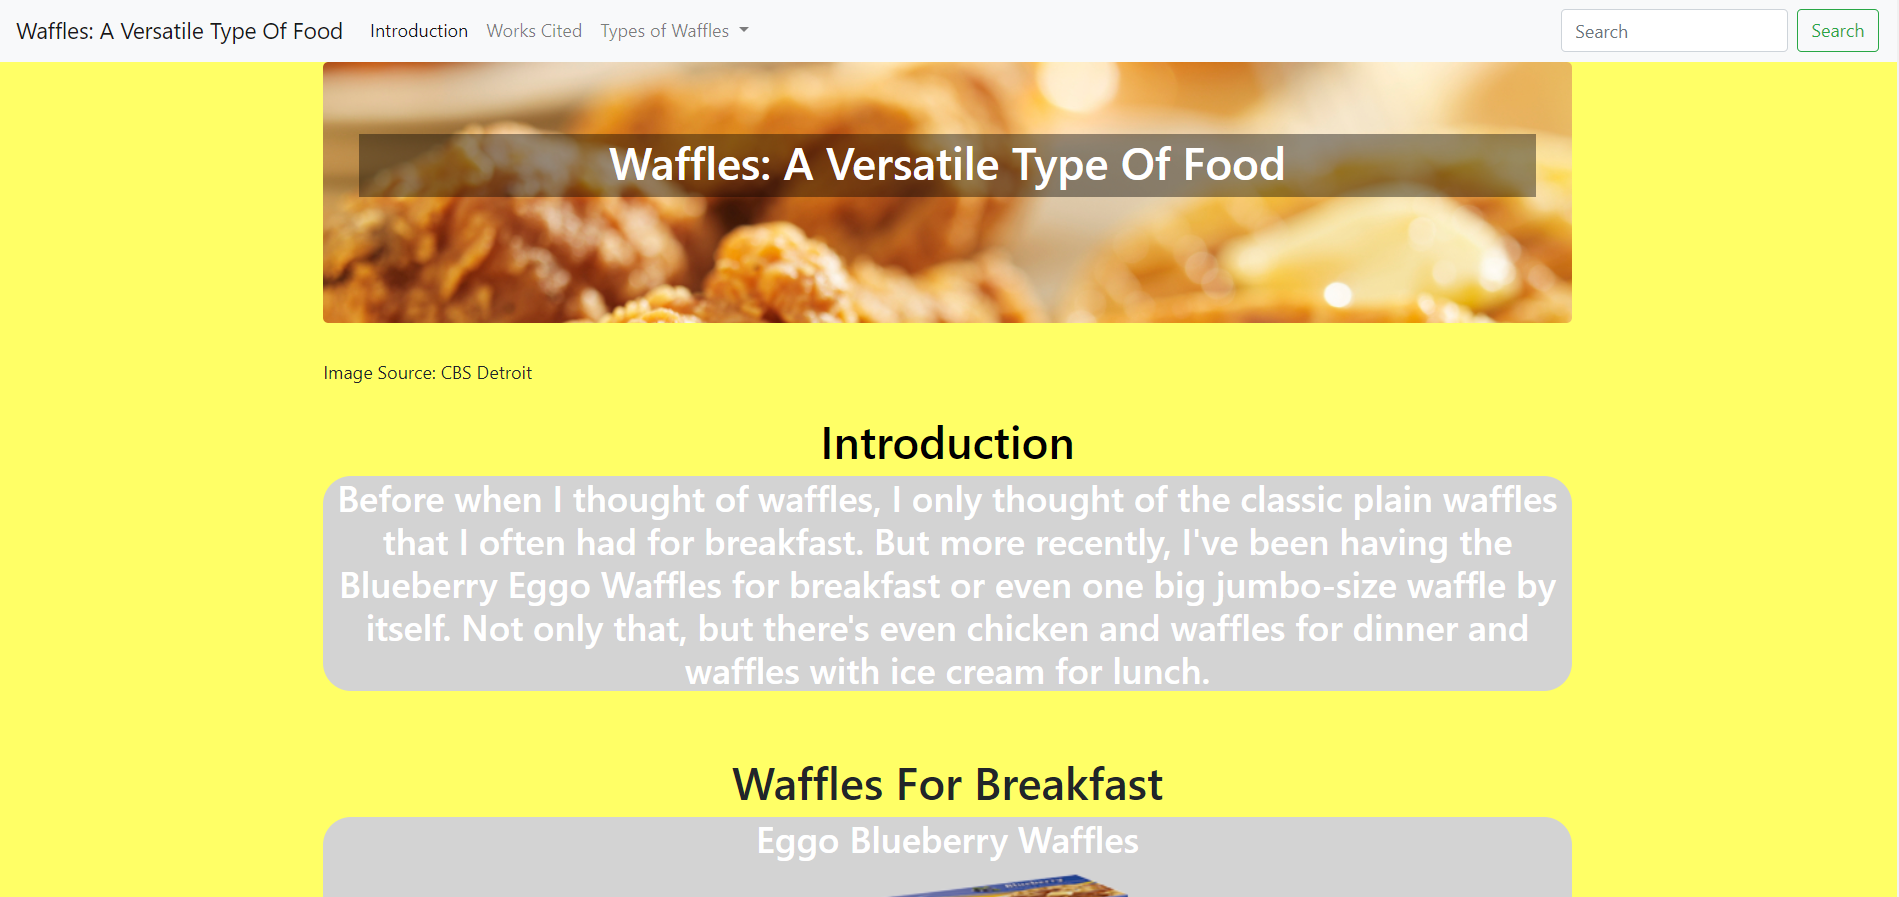 Waffles: A Versatile Type Of Food
Introduction
Works Cited
Types of Waffles
Search
Search
Waffles: A Versatile Type Of Food
Image Source: CBS Detroit
Introduction
Before when I thought of waffles, I only thought of the classic plain waffles
that I often had for breakfast. But more recently, I've been having the
Blueberry Eggo Waffles for breakfast or even one big jumbo-size waffle by
itself. Not only that, but there's even chicken and waffles for dinner and
waffles with ice cream for lunch.
Waffles For Breakfast
Eggo Blueberry Waffles
Blueberry